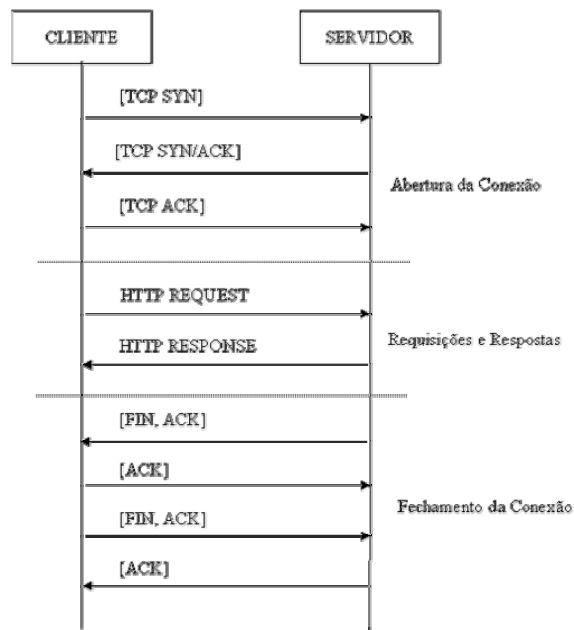 CLIENTE
SERVIDOR
[TCP SYN]
[TCP SYN/ACK]
Abertura da Conexão
[TCP ACK]
HTTP REQUEST
Requisições e Respostas
HTTP RESPONSE
[FIN, ACK]
[ACK]
Fechamento da Conexão
[FIN, ACK]
[ACK]